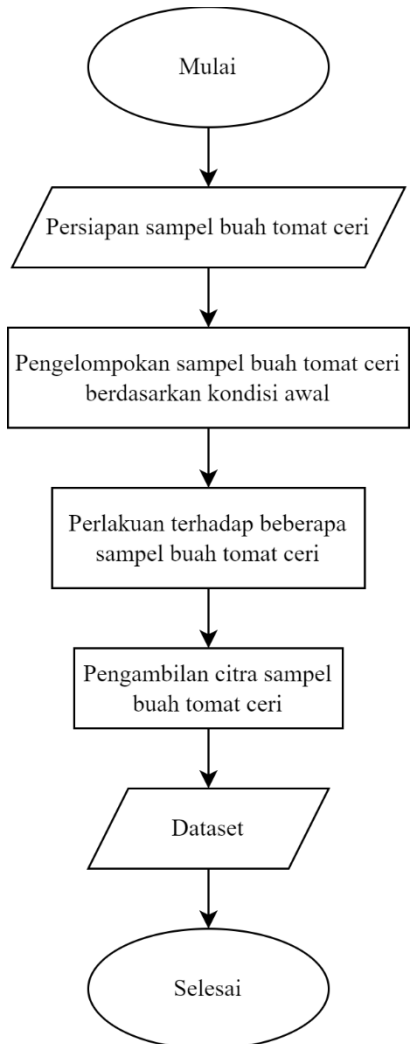 Mulai
Persiapan sampel buah tomat ceri
Pengelompokan sampel buah tomat ceri
berdasarkan kondisi awal
Perlakuan terhadap beberapa
sampel buah tomat ceri
Pengambilan citra sampel
buah tomat ceri
Dataset
Selesai